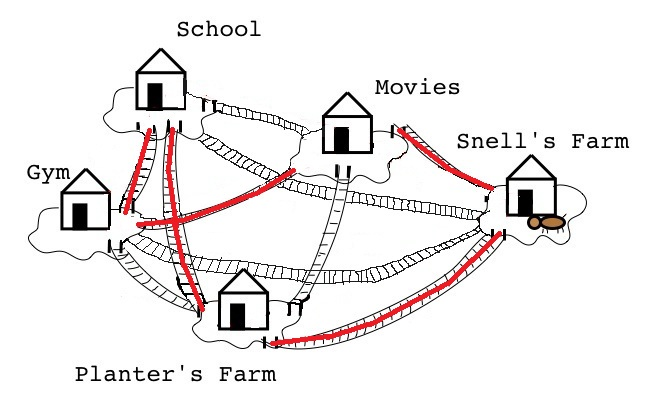 School
Movies
Snell's Farm
Gym
Planter's Farm